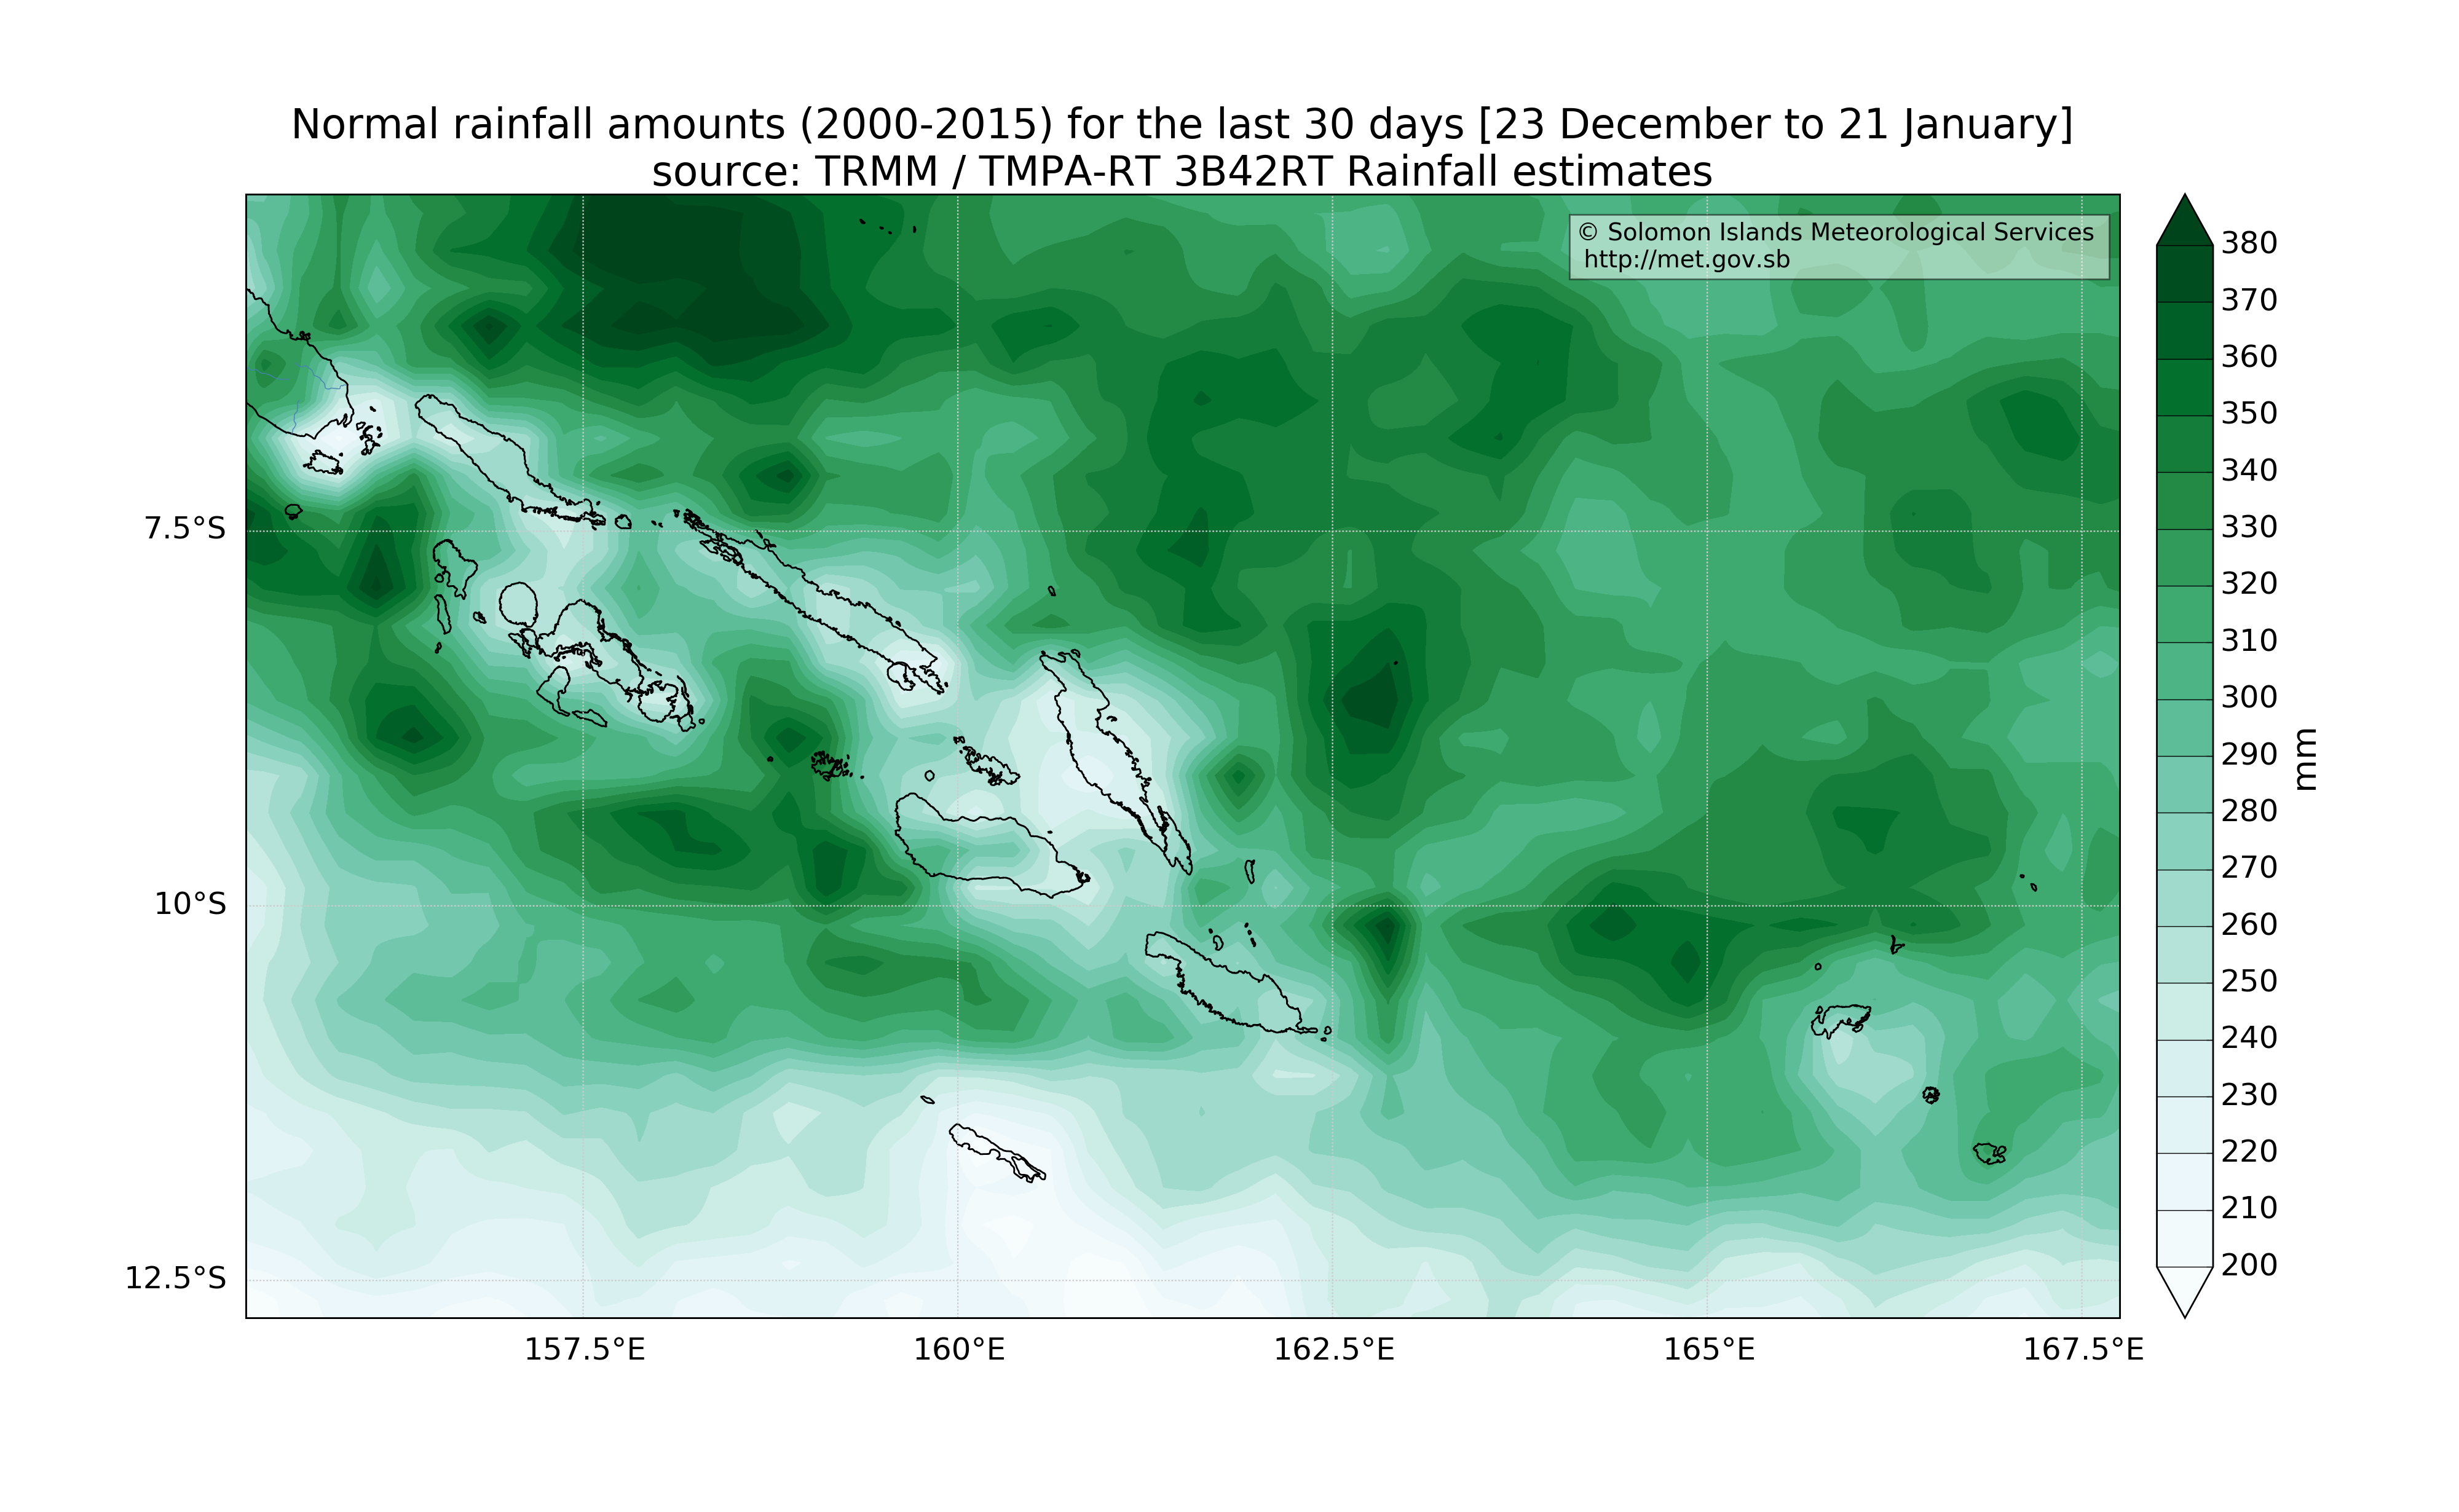 Normal rainfall amounts (2000-2015) for the last 30 days [23 December to 21 January]
source: TRMM / TMPA-RT 3B42RT Rainfall estimates
© Solomon Islands Meteorological Services
http://met.gov.sb
380
370
360
350
340
330
320
310
300
290
280
270
260
250
240
230
220
210
200
mm
7.5°S
10°S
12.5°S
157.5°E
160°E
162.5°E
165°E
167.5°E